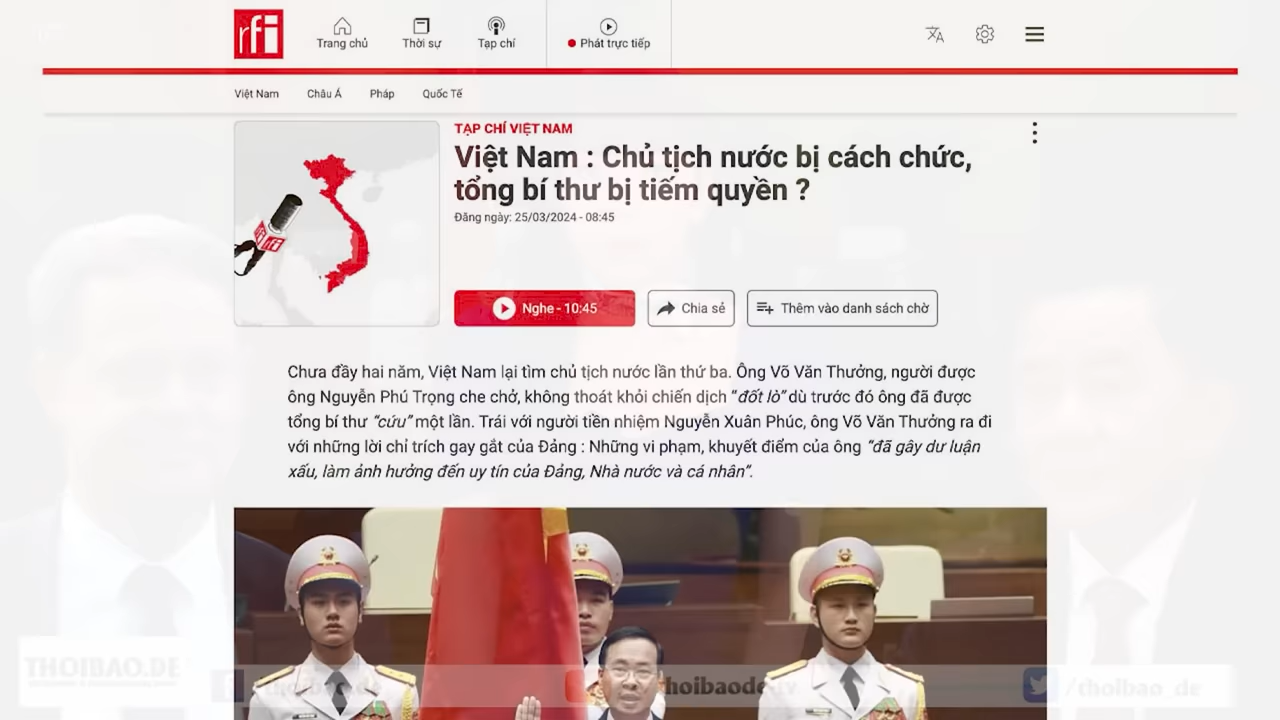 rfi
Trang chủ
Thời sự
Tạp chí
Phát trực tiếp
Việt Nam
Châu Á
Pháp
Quốc Tế
TẠP CHÍ VIỆT NAM
Việt Nam : Chủ tịch nước bị cách chức,
tổng bí thư bị tiếm quyền ?
Đăng ngày: 25/03/2024 - 08:45
rfi
Nghe - 10:45
Chia sẻ
Thêm vào danh sách chờ
Chưa đầy hai năm, Việt Nam lại tìm chủ tịch nước lần thứ ba. Ông Võ Văn Thưởng, người được
ông Nguyễn Phú Trọng che chở, không thoát khỏi chiến dịch “đốt lò” dù trước đó ông đã được
tổng bí thư “cứu” một lần. Trái với người tiền nhiệm Nguyễn Xuân Phúc, ông Võ Văn Thưởng ra đi
với những lời chỉ trích gay gắt của Đảng : Những vi phạm, khuyết điểm của ông “đã gây dư luận
xấu, làm ảnh hưởng đến uy tín của Đảng, Nhà nước và cá nhân”.
THOIBAO.DE
thoibao.de
thoibaode tv
/thoibao_de